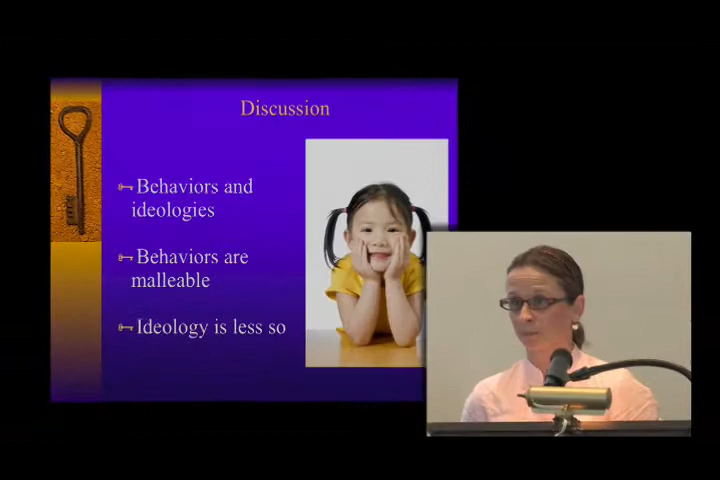 Discussion
Behaviors and
ideologies
Behaviors are
malleable
Ideology is less so